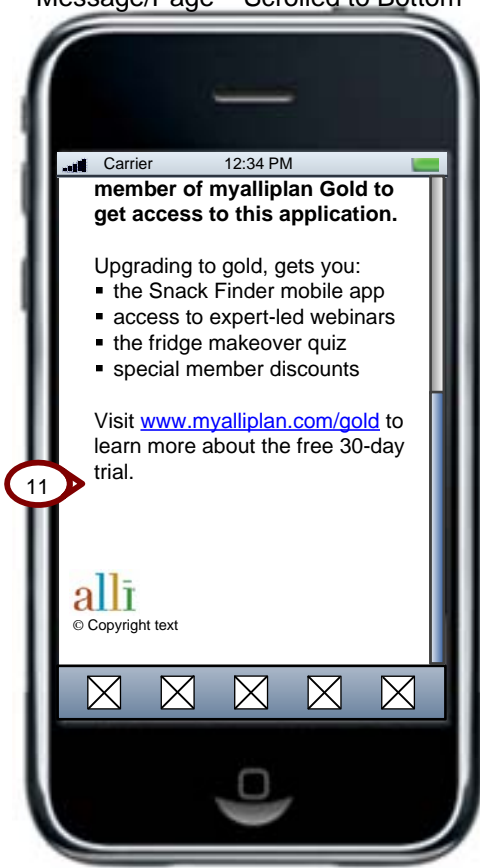 Message/Page – Scrolled to Bottom
Carrier 12:34 PM
member of myalliplan Gold to
get access to this application.
Upgrading to gold, gets you:
▪ the Snack Finder mobile app
▪ access to expert-led webinars
▪ the fridge makeover quiz
▪ special member discounts
Visit www.myalliplan.com/gold to
learn more about the free 30-day
trial.
11
allī
© Copyright text